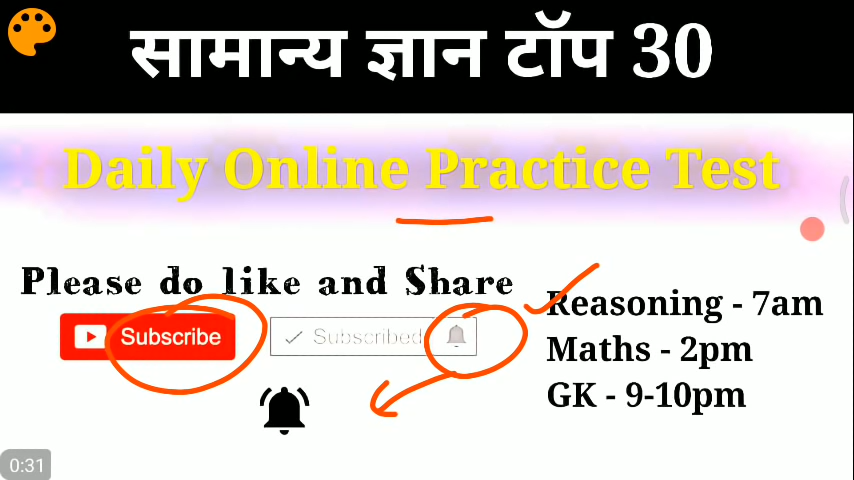 सामान्य ज्ञान टॉप 30
Daily Online Practice Test
Please do like and Share
Subscribe
Subscribed
Reasoning - 7am
Maths - 2pm
GK - 9-10pm
0:31